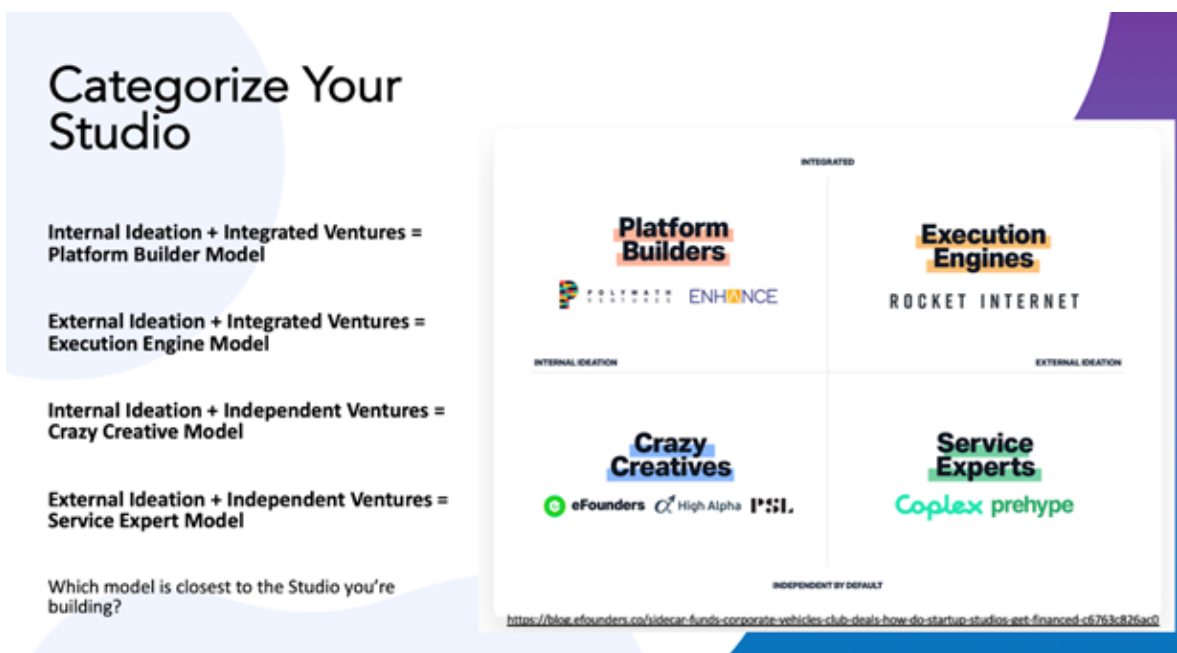 Categorize Your
Studio
Internal Ideation + Integrated Ventures =
Platform Builder Model
External Ideation + Integrated Ventures =
Execution Engine Model
Internal Ideation + Independent Ventures =
Crazy Creative Model
External Ideation + Independent Ventures =
Service Expert Model
Which model is closest to the Studio you're
building?
INTEGRATED
Platform
Builders
POLYMATH
VENTURES
ENHANCE
Execution
Engines
ROCKET INTERNET
INTERNAL IDEATION
EXTERNAL IDEATION
Crazy
Creatives
eFounders
High Alpha
PSL
Service
Experts
Coplex
prehype
INDEPENDENT BY DEFAULT
https://blog.efounders.co/sidecar-funds-corporate-vehicles-club-deals-how-do-startup-studios-get-financed-c6763c826ac0